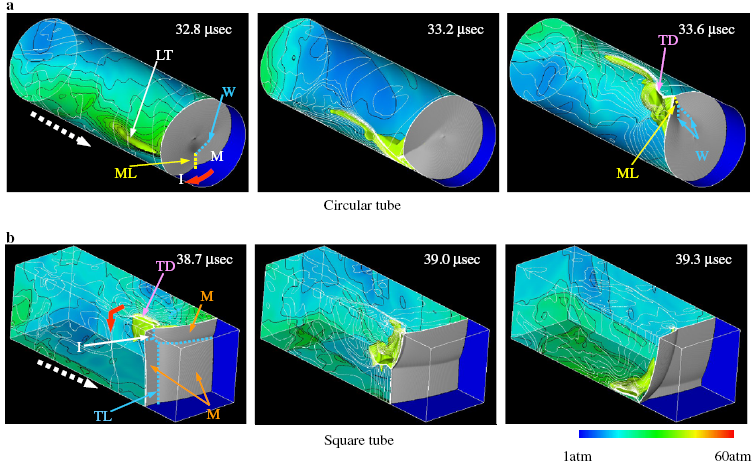 a
32.8 μsec
33.2 μsec
33.6 μsec
LT
TD
W
M
ML
I
W
ML
Circular tube
b
38.7 μsec
39.0 μsec
39.3 μsec
TD
M
I
TL
M
Square tube
1atm
60atm